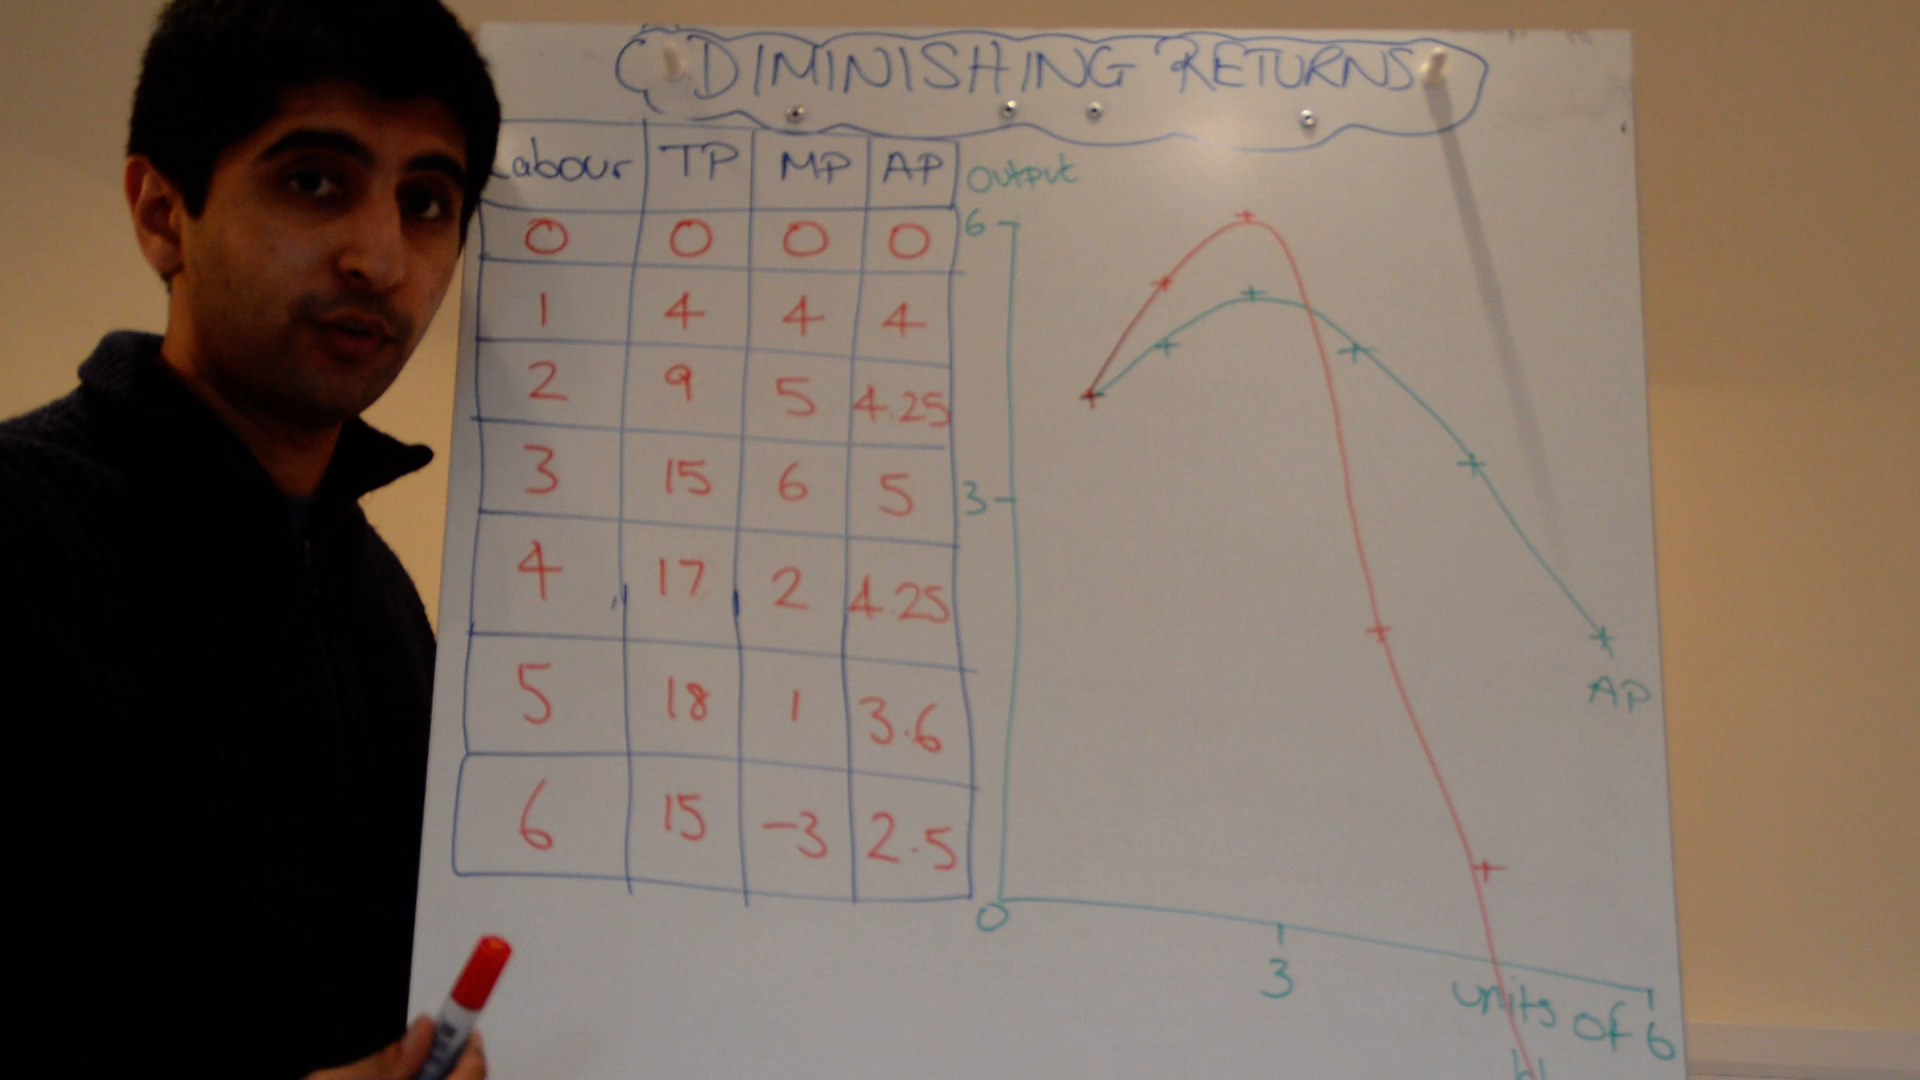 DIMINISHING RETURNS
Labour TP MP AP
0 0 0 0
1 4 4 4
2 9 5 4.25
3 15 6 5
4 17 2 4.25
5 18 1 3.6
6 15 -3 2.5
Output
6
3
0
3
6
units of
AP